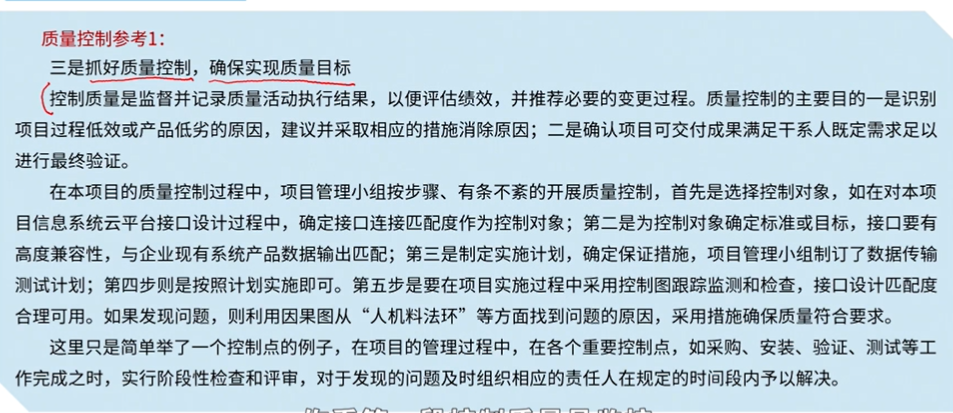 质量控制参考1：
三是抓好质量控制，确保实现质量目标
控制质量是监督并记录质量活动执行结果，以便评估绩效，并推荐必要的变更过程。质量控制的主要目的一是识别
项目过程低效或产品低劣的原因，建议并采取相应的措施消除原因；二是确认项目可交付成果满足干系人既定需求足以
进行最终验证。
在本项目的质量控制过程中，项目管理小组按步骤、有条不紊的开展质量控制，首先是选择控制对象，如在对本项
目信息系统云平台接口设计过程中，确定接口连接匹配度作为控制对象；第二是为控制对象确定标准或目标，接口要有
高度兼容性，与企业现有系统产品数据输出匹配；第三是制定实施计划，确定保证措施，项目管理小组制订了数据传输
测试计划；第四步则是按照计划实施即可。第五步是要在项目实施过程中采用控制图跟踪监测和检查，接口设计匹配度
合理可用。如果发现问题，则利用因果图从“人机料法环”等方面找到问题的原因，采用措施确保质量符合要求。
这里只是简单举了一个控制点的例子，在项目的管理过程中，在各个重要控制点，如采购、安装、验证、测试等工
作完成之时，实行阶段性检查和评审，对于发现的问题及时组织相应的责任人在规定的时间段内予以解决。